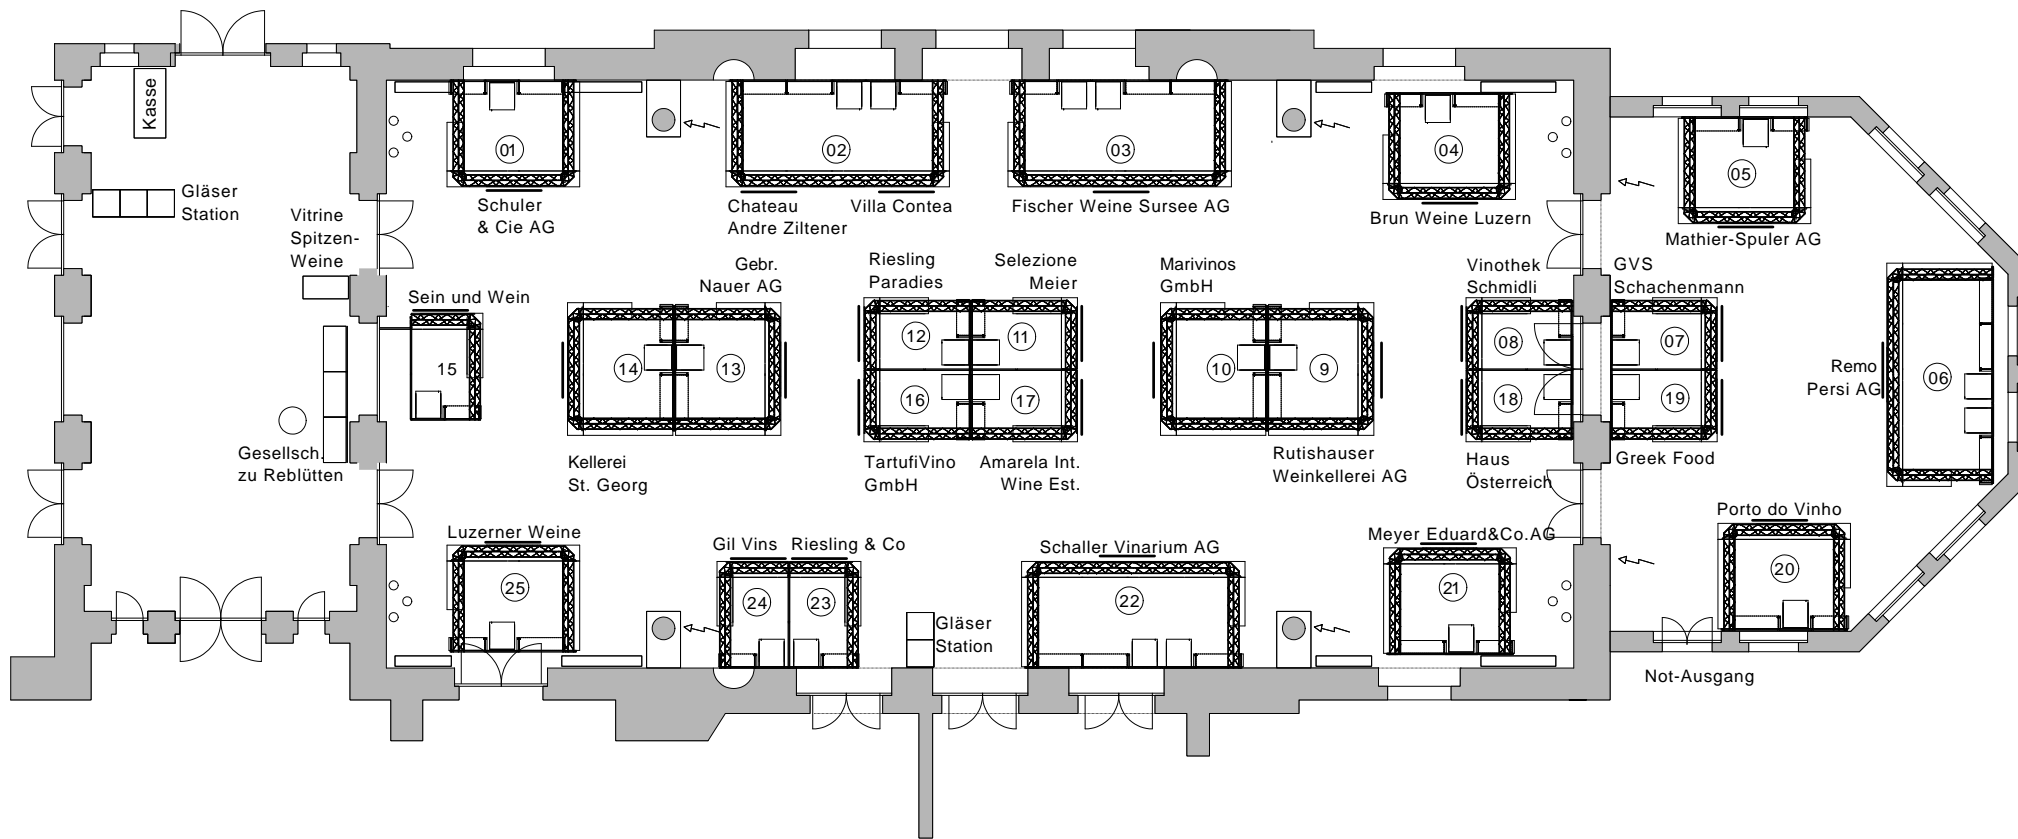 Kasse
Gläser
Station
Vitrine
Spitzen-
Weine
Gesellsch.
zu Reblütten
01
Schuler
& Cie AG
02
Chateau
Andre Ziltener
Villa Contea
03
Fischer Weine Sursee AG
04
Brun Weine Luzern
05
Mathier-Spuler AG
Sein und Wein
15
Gebr.
Nauer AG
14
13
Kellerei
St. Georg
Riesling
Paradies
Selezione
Meier
12
11
16
17
TartufiVino
GmbH
Amarela Int.
Wine Est.
Marivinos
GmbH
10
9
Rutishauser
Weinkellerei AG
Vinothek
Schmidli
08
18
Haus
Österreich
GVS
Schachenmann
07
19
Greek Food
Remo
Persi AG
06
Luzerner Weine
25
Gil Vins
Riesling & Co
24
23
Gläser
Station
Schaller Vinarium AG
22
Meyer Eduard&Co.AG
21
Porto do Vinho
20
Not-Ausgang